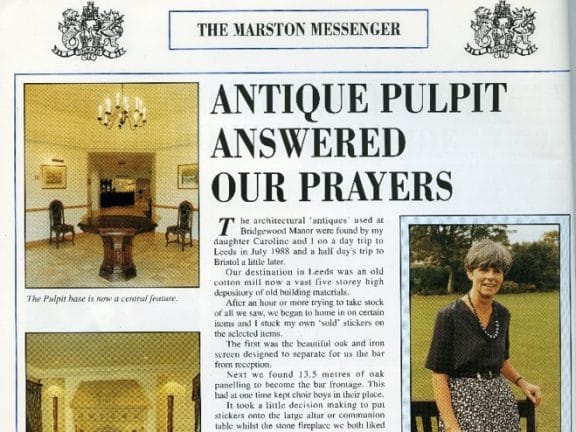 THE MARSTON MESSENGER
ANTIQUE PULPIT
ANSWERED
OUR PRAYERS
The architectural 'antiques' used at
Bridgewood Manor were found by my
daughter Caroline and I on a day trip to
Leeds in July 1988 and a half day's trip to
Bristol a little later.
Our destination in Leeds was an old
cotton mill now a vast five storey high
depository of old building materials.
After an hour or more trying to take stock
of all we saw, we began to home in on certain
items and I stuck my own 'sold' stickers on
the selected items.
The first was the beautiful oak and iron
screen designed to separate for us the bar
from reception.
Next we found 13.5 metres of oak
panelling to become the bar frontage. This
had at one time kept choir boys in their place.
It took a little decision making to put
stickers onto the large altar or communion
table whilst the stone fireplace we both liked
The Pulpit base is now a central feature.